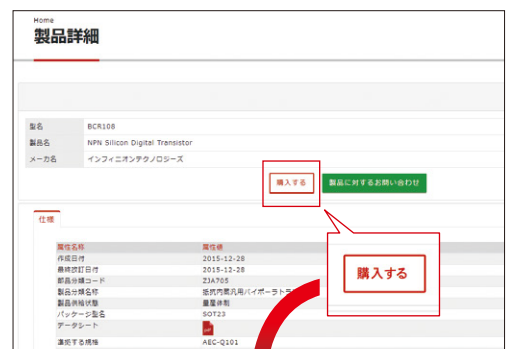 Home
製品詳細
型名 BCR108
製品名 NPN Silicon Digital Transistor
メーカ名 インフィニオンテクノロジーズ
購入する 製品に対するお問い合わせ
仕様
属性名称 属性値
作成日付 2015-12-28
最終改訂日付 2015-12-28
部品分類コード ZJA705
製品分類名称 抵抗内蔵汎用バイポーラトラ
製品供給状態 量産体制
パッケージ型名 SOT23
データシート
準拠する規格 AEC-Q101
購入する